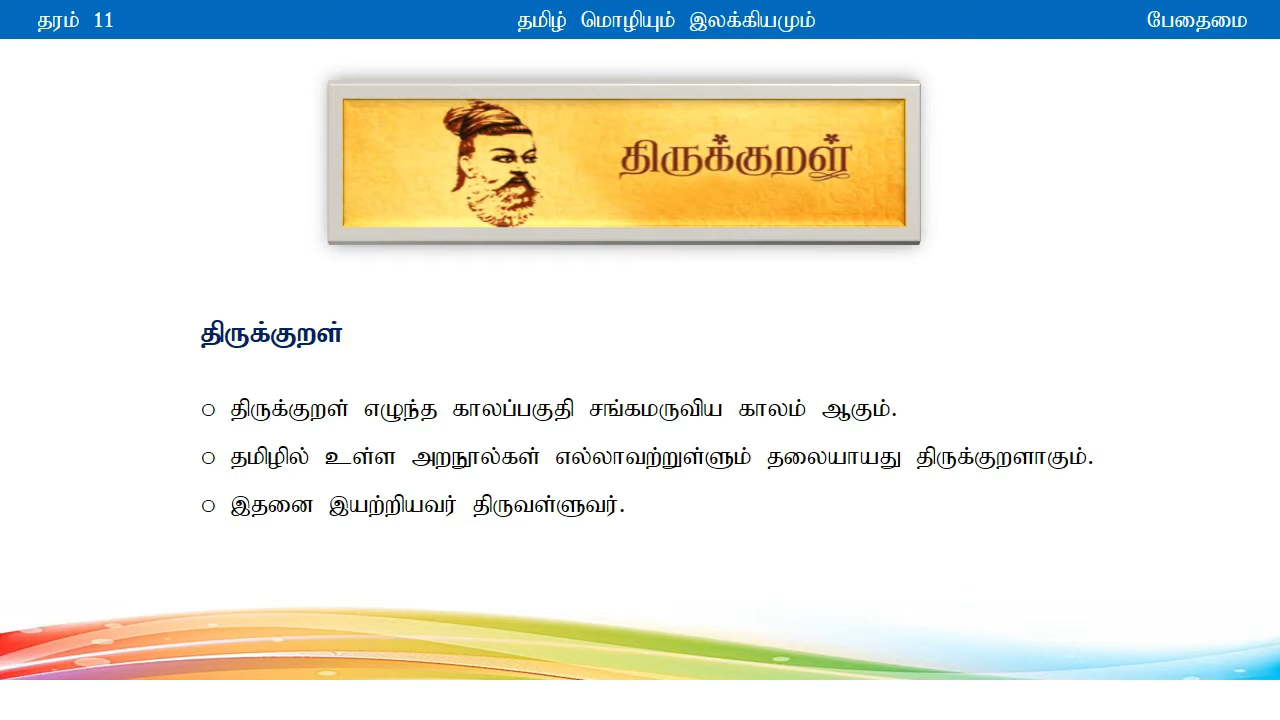 தரம் 11
தமிழ் மொழியும் இலக்கியமும்
பேதைமை
திருக்குறள்
திருக்குறள்
○ திருக்குறள் எழுந்த காலப்பகுதி சங்கமருவிய காலம் ஆகும்.
○ தமிழில் உள்ள அறநூல்கள் எல்லாவற்றுள்ளும் தலையாயது திருக்குறளாகும்.
○ இதனை இயற்றியவர் திருவள்ளுவர்.